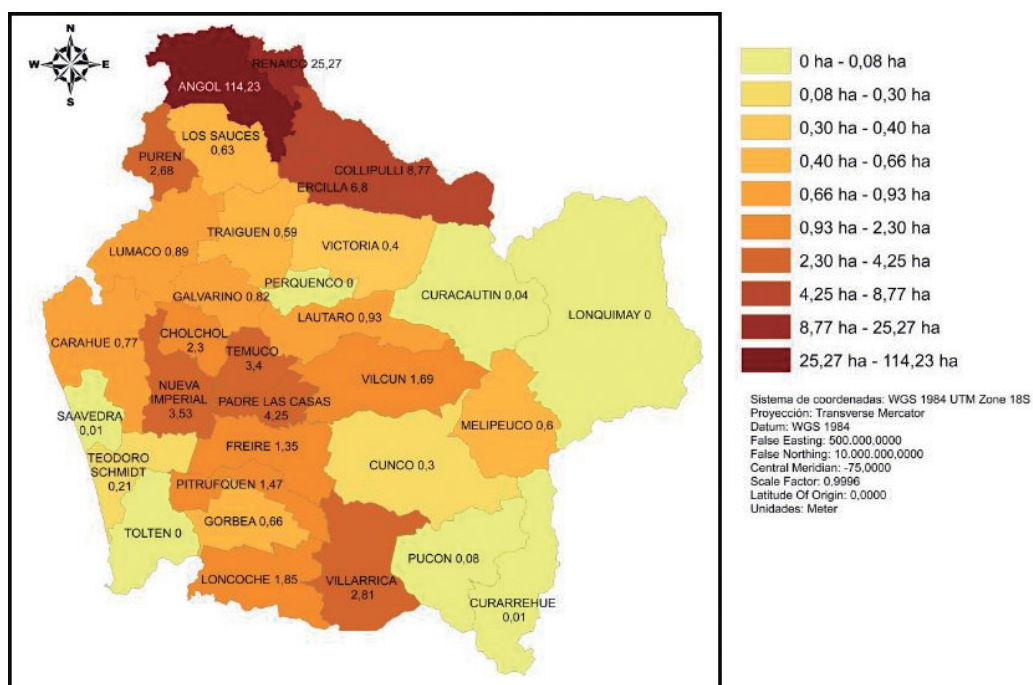 N
W E
S
RENAICO 25,27
ANGOL 114,23
LOS SAUCES
0,63
PUREN
2,68
COLLIPULLI 8,77
ERCILLA 6,8
TRAIGUEN 0,59
LUMACO 0,89
VICTORIA 0,4
PERQUENCO 0
GALVARINO 0,82
CURACAUTIN 0,04
LONQUIMAY 0
LAUTARO 0,93
CHOLCHOL
2,3
CARAHUE 0,77
TEMUCO
3,4
VILCUN 1,69
NUEVA
IMPERIAL
3,53
PADRE LAS CASAS
4,25
SAAVEDRA
0,01
MELIPEUCO 0,6
FREIRE 1,35
TEODORO
SCHMIDT
0,21
CUNCO 0,3
PITRUFQUEN 1,47
GORBEA 0,66
TOLTEN 0
PUCON 0,08
LONCOCHE 1,85
VILLARRICA
2,81
CURARREHUE
0,01
0 ha - 0,08 ha
0,08 ha - 0,30 ha
0,30 ha - 0,40 ha
0,40 ha - 0,66 ha
0,66 ha - 0,93 ha
0,93 ha - 2,30 ha
2,30 ha - 4,25 ha
4,25 ha - 8,77 ha
8,77 ha - 25,27 ha
25,27 ha - 114,23 ha
Sistema de coordenadas: WGS 1984 UTM Zone 18S
Proyección: Transverse Mercator
Datum: WGS 1984
False Easting: 500.000.0000
False Northing: 10.000.000,0000
Central Meridian: -75,0000
Scale Factor: 0,9996
Latitude Of Origin: 0,0000
Unidades: Meter